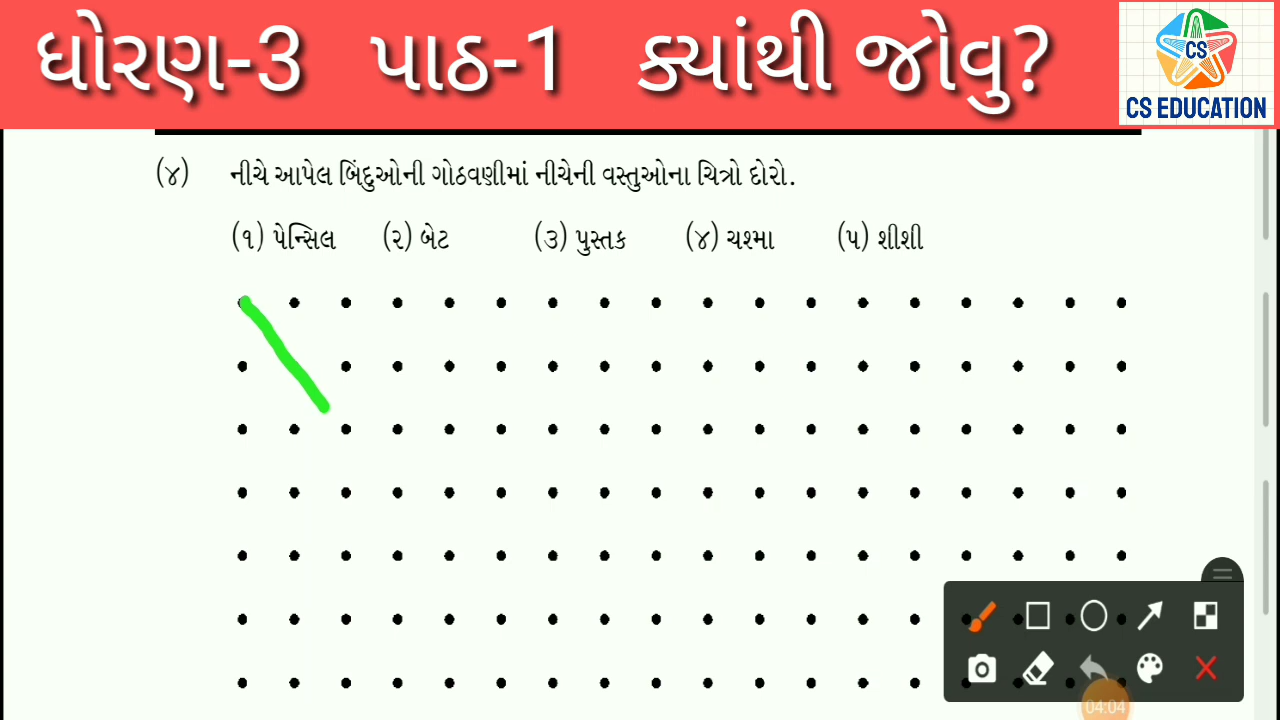 ધોરણ-3 પાઠ-1 ક્યાંથી જોવુ?
CS
CS EDUCATION
(૪) નીચે આપેલ બિંદુઓની ગોઠવણીમાં નીચેની વસ્તુઓના ચિત્રો દોરો.
(૧) પેન્સિલ (૨) બેટ (૩) પુસ્તક (૪) ચશ્મા (૫) શીશી
04:04